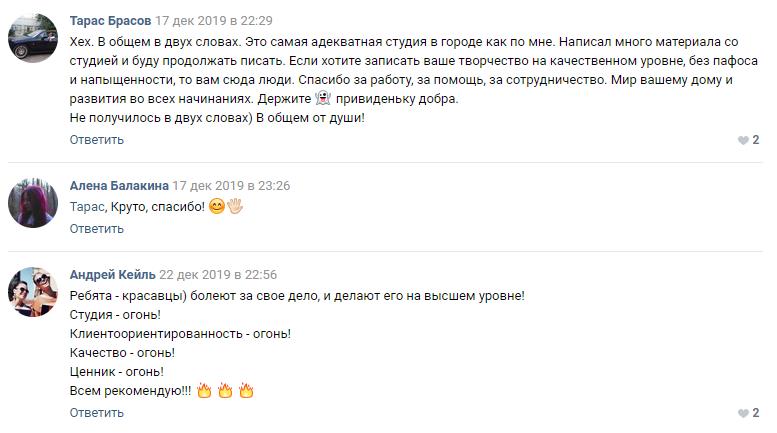 Тарас Брасов 17 дек 2019 в 22:29
Хех. В общем в двух словах. Это самая адекватная студия в городе как по мне. Написал много материала со
студией и буду продолжать писать. Если хотите записать ваше творчество на качественном уровне, без пафоса
и напыщенности, то вам сюда люди. Спасибо за работу, за помощь, за сотрудничество. Мир вашему дому и
развития во всех начинаниях. Держите 👻 привиденьку добра.
Не получилось в двух словах) В общем от души!
Ответить
2
Алена Балакина 17 дек 2019 в 23:26
Тарас, Круто, спасибо! 😊👋
Ответить
Андрей Кейль 22 дек 2019 в 22:56
Ребята - красавцы) болеют за свое дело, и делают его на высшем уровне!
Студия - огонь!
Клиентоориентированность - огонь!
Качество - огонь!
Ценник - огонь!
Всем рекомендую!!! 🔥 🔥 🔥
Ответить
2